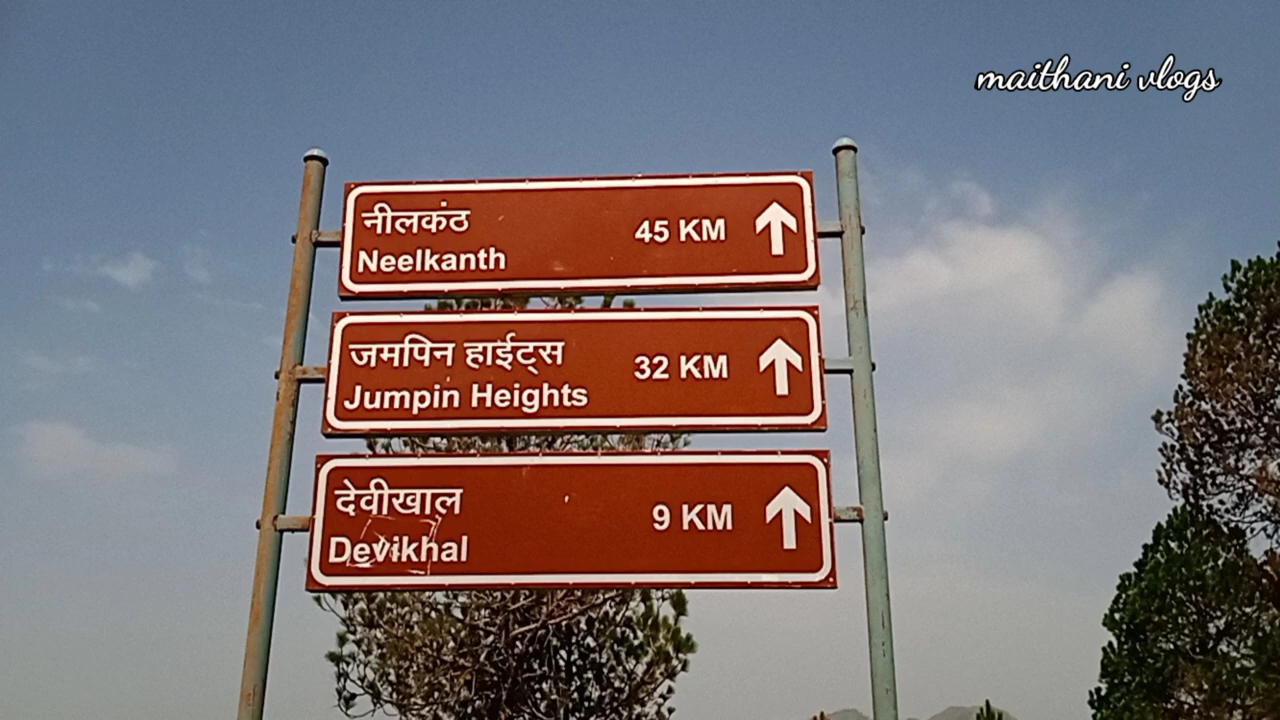 maithani vlogs
नीलकंठ
Neelkanth
45 KM
जमपिन हाईट्स
Jumpin Heights
32 KM
देवीखाल
Devikhal
9 KM